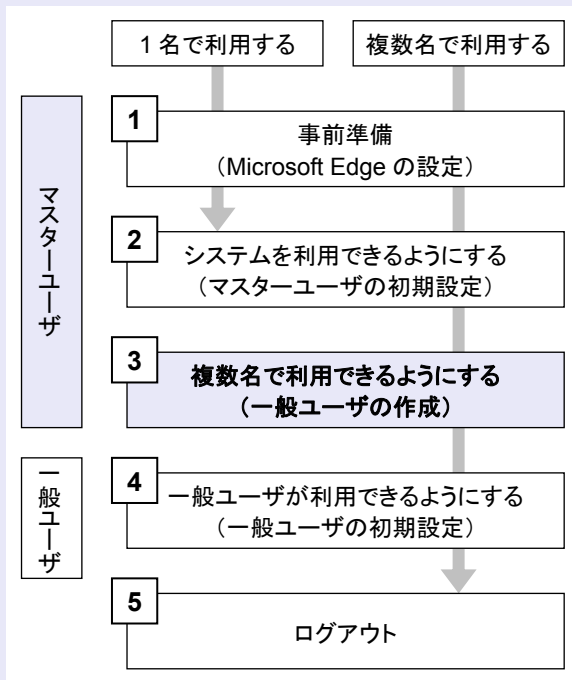 1 名で利用する
複数名で利用する
マスターユーザ
1
事前準備
（Microsoft Edge の設定）
2
システムを利用できるようにする
（マスターユーザの初期設定）
3
複数名で利用できるようにする
（一般ユーザの作成）
一般ユーザ
4
一般ユーザが利用できるようにする
（一般ユーザの初期設定）
5
ログアウト